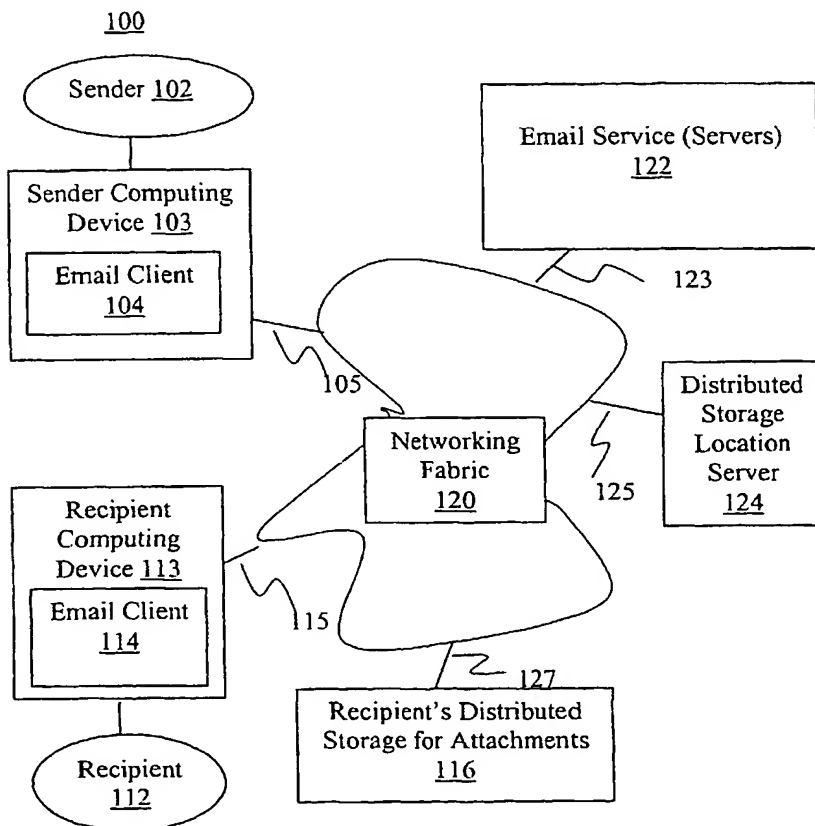 100
Sender 102
Sender Computing
Device 103
Email Client
104
105
Email Service (Servers)
122
123
Distributed
Storage
Location
Server
124
125
Networking
Fabric
120
Recipient
Computing
Device 113
Email Client
114
115
127
Recipient's Distributed
Storage for Attachments
116
Recipient
112